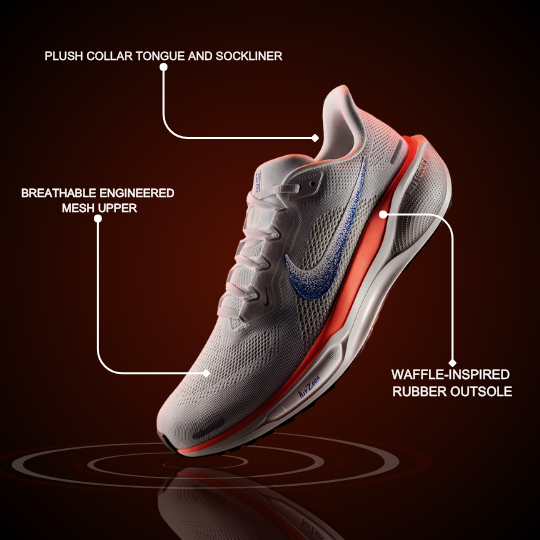 PLUSH COLLAR TONGUE AND SOCKLINER
BREATHABLE ENGINEERED
MESH UPPER
WAFFLE-INSPIRED
RUBBER OUTSOLE